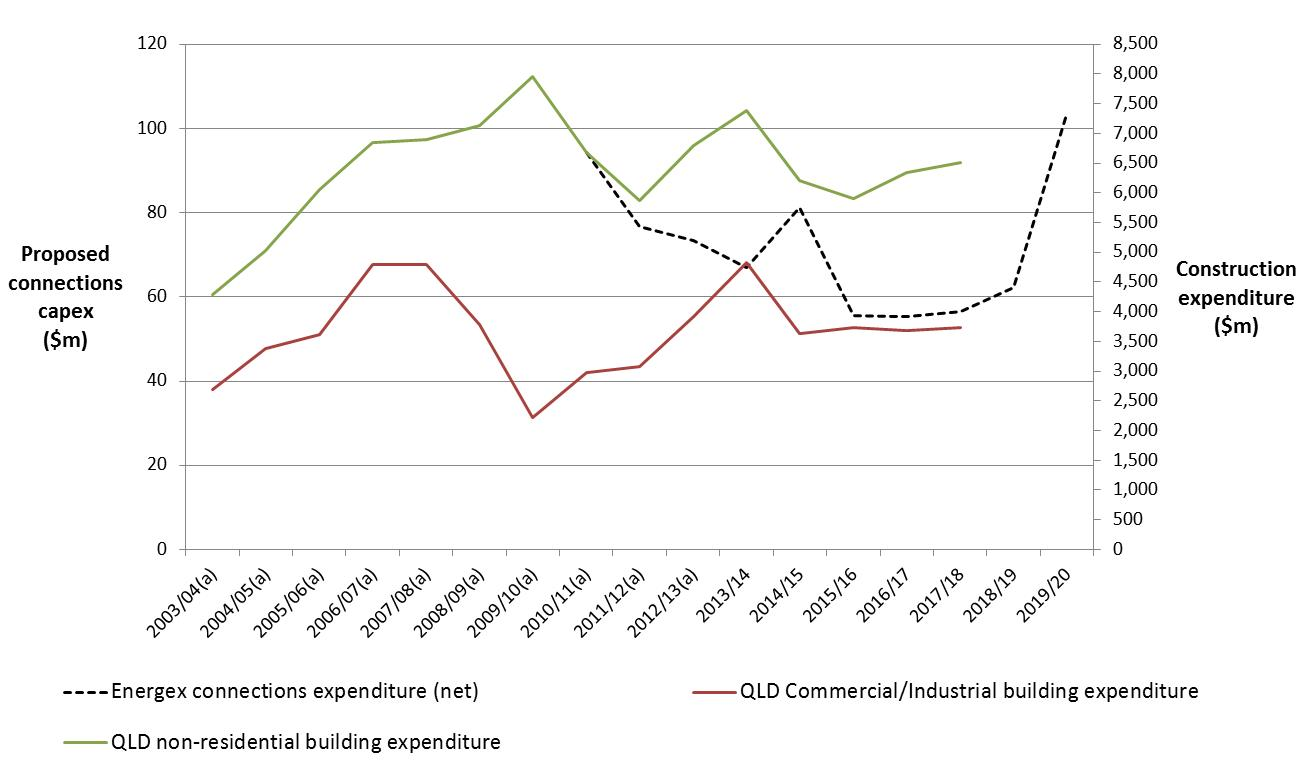 120
100
80
60
40
20
0
Proposed
connections
capex
($m)
8,500
8,000
7,500
7,000
6,500
6,000
5,500
5,000
4,500
4,000
3,500
3,000
2,500
2,000
1,500
1,000
500
0
Construction
expenditure
($m)
2003/04(a)
2004/05(a)
2005/06(a)
2006/07(a)
2007/08(a)
2008/09(a)
2009/10(a)
2010/11(a)
2011/12(a)
2012/13(a)
2013/14
2014/15
2015/16
2016/17
2017/18
2018/19
2019/20
Energex connections expenditure (net)
QLD Commercial/Industrial building expenditure
QLD non-residential building expenditure